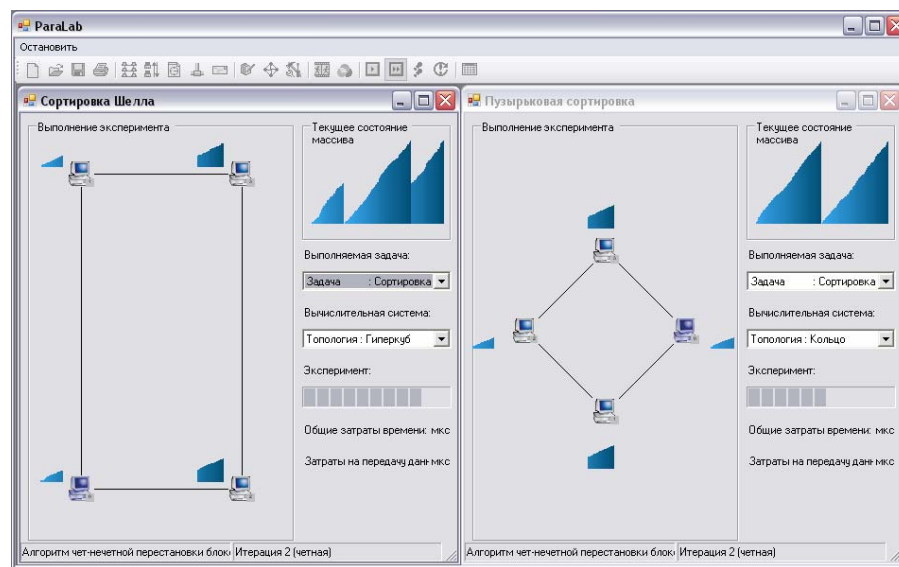 ParaLab
Остановить
Сортировка Шелла
Выполнение эксперимента
Текущее состояние
массива
Выполняемая задача:
Задача : Сортировка
Вычислительная система:
Топология : Гиперкуб
Эксперимент:
Общие затраты времени: мкс
Затраты на передачу данн мкс
Алгоритм чет-нечетной перестановки блок
Итерация 2 (четная)
Пузырьковая сортировка
Выполнение эксперимента
Текущее состояние
массива
Выполняемая задача:
Задача : Сортировка
Вычислительная система:
Топология : Кольцо
Эксперимент:
Общие затраты времени: мкс
Затраты на передачу данн мкс
Алгоритм чет-нечетной перестановки блок
Итерация 2 (четная)